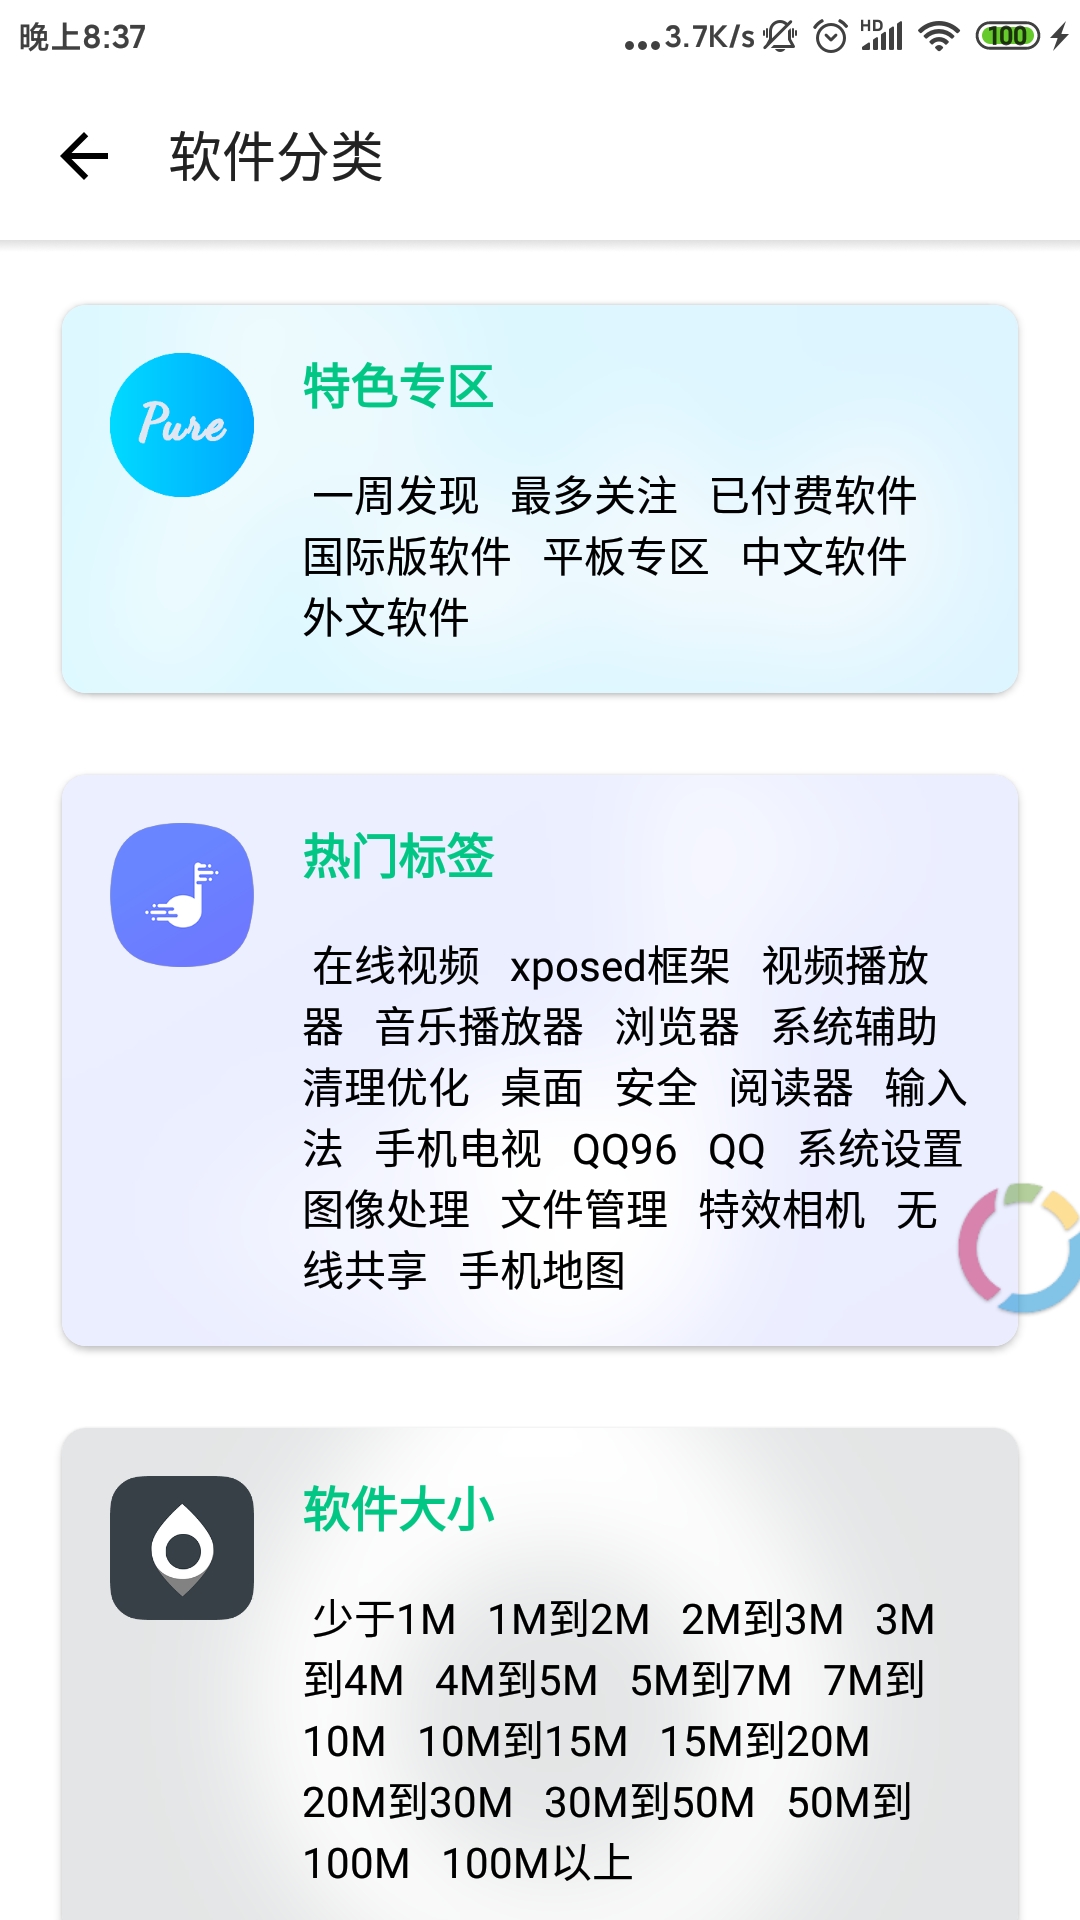 晚上8:37
...3.7K/s HD 100
软件分类
Pure
特色专区
一周发现 最多关注 已付费软件
国际版软件 平板专区 中文软件
外文软件
热门标签
在线视频 xposed框架 视频播放
器 音乐播放器 浏览器 系统辅助
清理优化 桌面 安全 阅读器 输入
法 手机电视 QQ96 QQ 系统设置
图像处理 文件管理 特效相机 无
线共享 手机地图
软件大小
少于1M 1M到2M 2M到3M 3M
到4M 4M到5M 5M到7M 7M到
10M 10M到15M 15M到20M
20M到30M 30M到50M 50M到
100M 100M以上